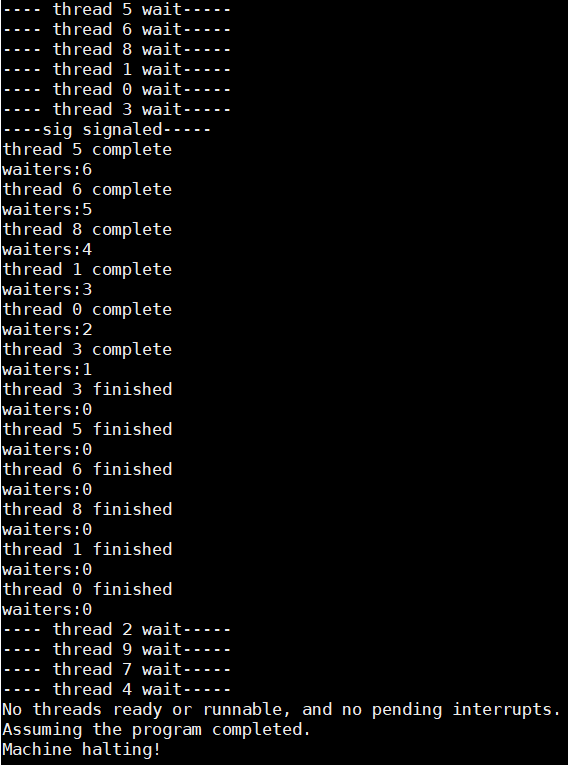 ---- thread 5 wait-----
---- thread 6 wait-----
---- thread 8 wait-----
---- thread 1 wait-----
---- thread 0 wait-----
---- thread 3 wait-----
----sig signaled-----
thread 5 complete
waiters:6
thread 6 complete
waiters:5
thread 8 complete
waiters:4
thread 1 complete
waiters:3
thread 0 complete
waiters:2
thread 3 complete
waiters:1
thread 3 finished
waiters:0
thread 5 finished
waiters:0
thread 6 finished
waiters:0
thread 8 finished
waiters:0
thread 1 finished
waiters:0
thread 0 finished
waiters:0
---- thread 2 wait-----
---- thread 9 wait-----
---- thread 7 wait-----
---- thread 4 wait-----
No threads ready or runnable, and no pending interrupts.
Assuming the program completed.
Machine halting!